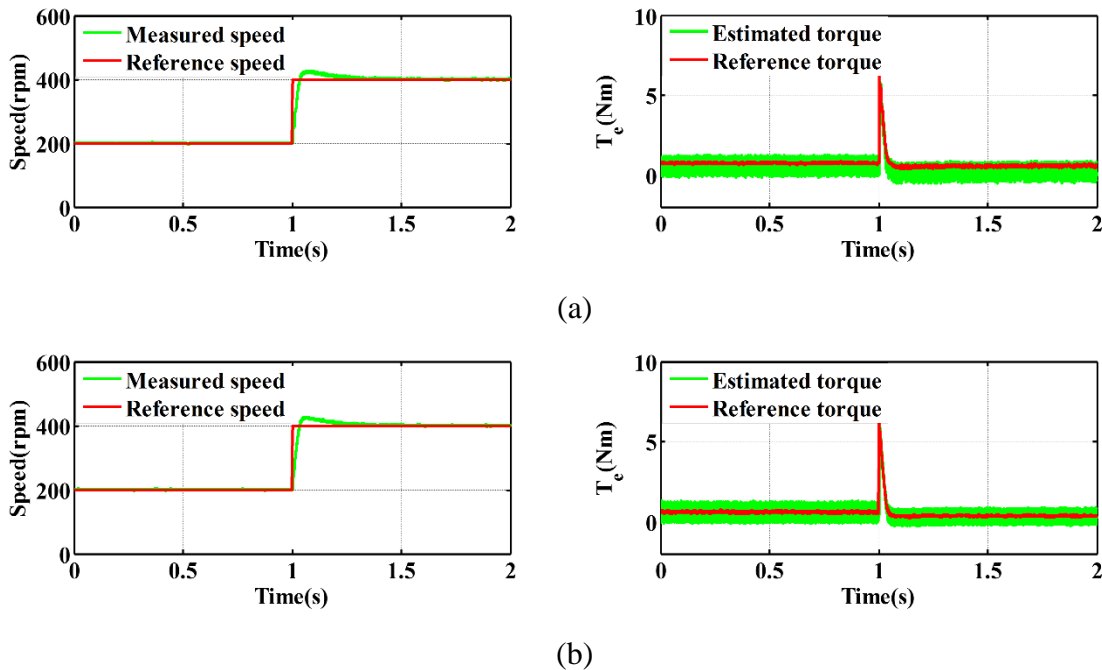 600
400
200
0
Speed(rpm)
Measured speed
Reference speed
0 0.5 1 1.5 2
Time(s)
10
5
0
T_e(Nm)
Estimated torque
Reference torque
0 0.5 1 1.5 2
Time(s)
(a)
600
400
200
0
Speed(rpm)
Measured speed
Reference speed
0 0.5 1 1.5 2
Time(s)
10
5
0
T_e(Nm)
Estimated torque
Reference torque
0 0.5 1 1.5 2
Time(s)
(b)